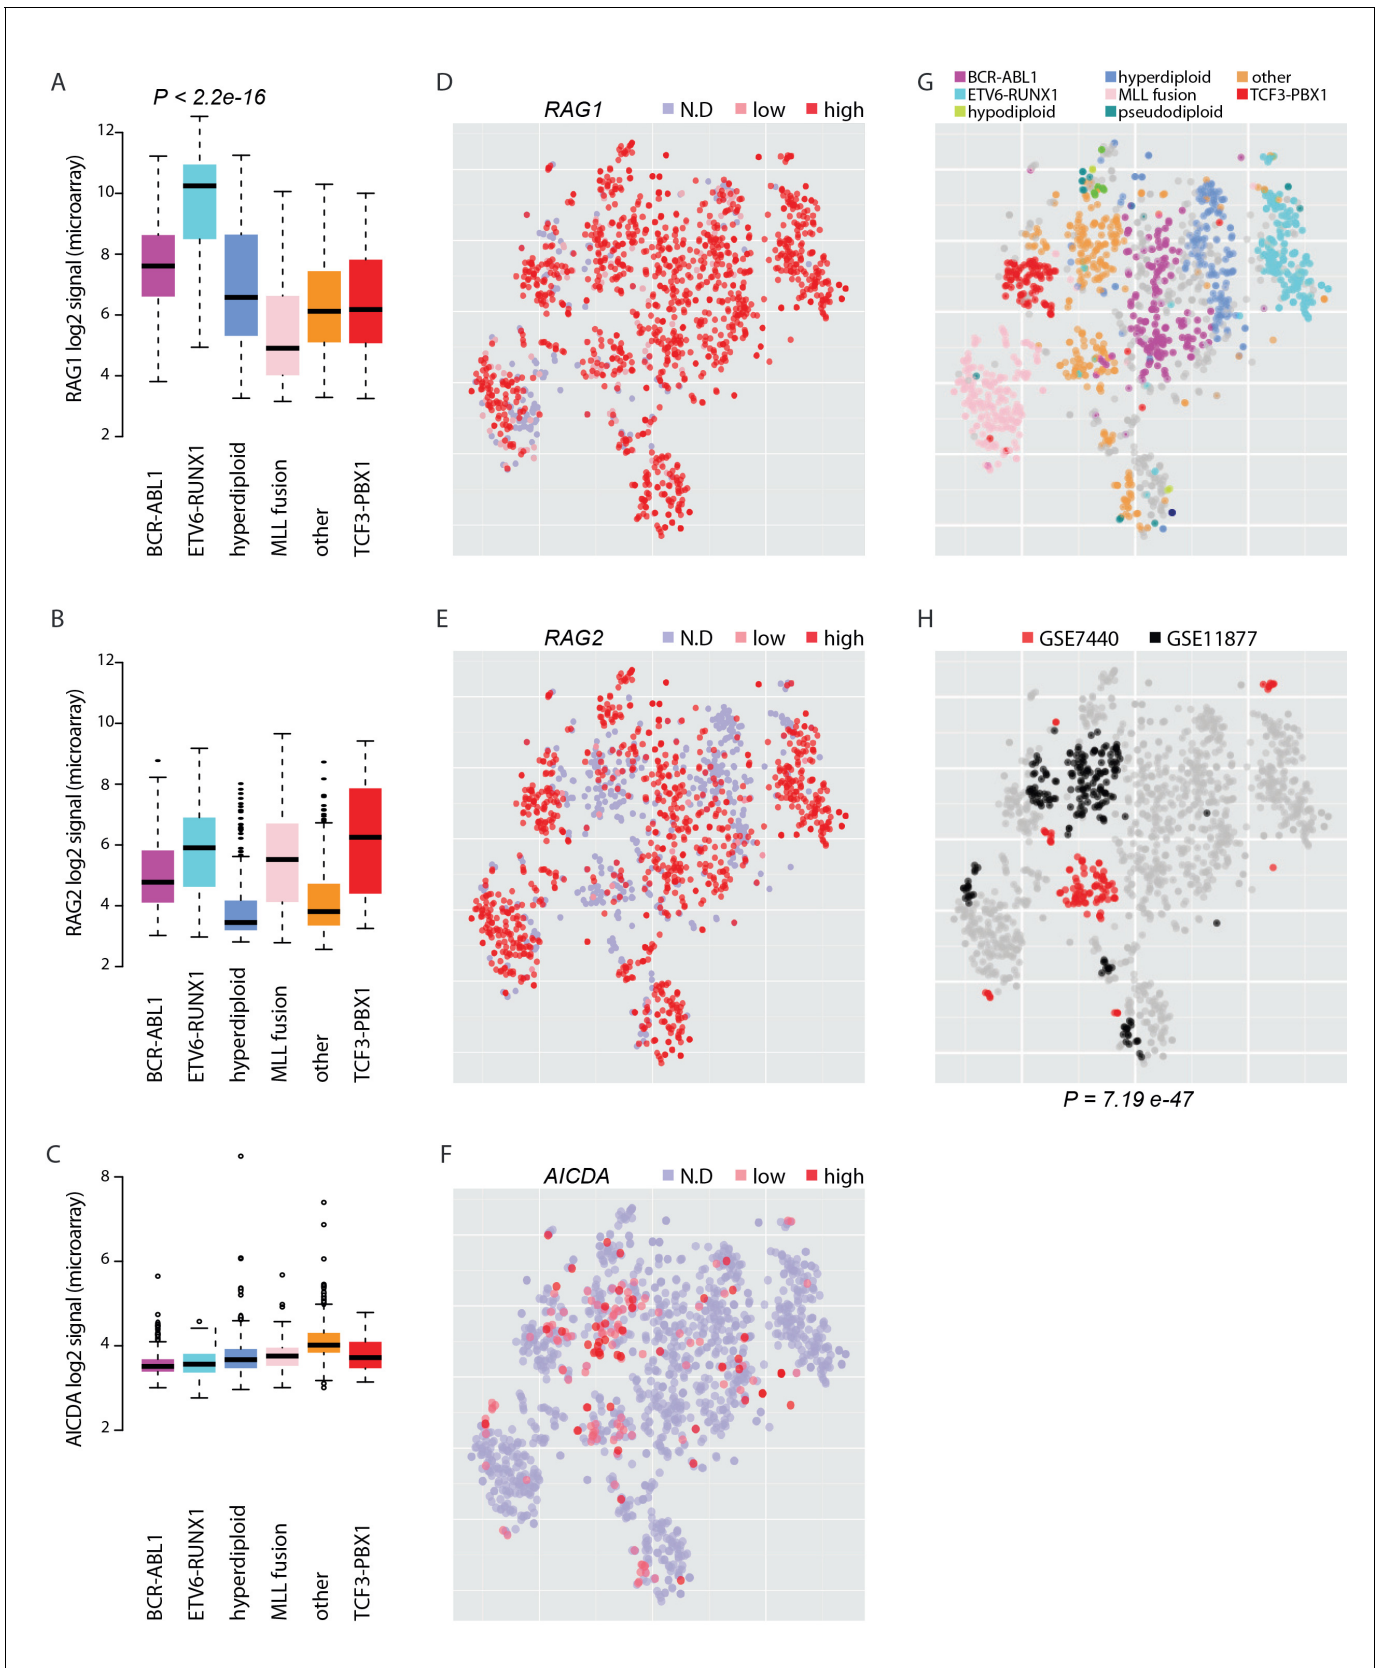 A
P < 2.2e-16
RAG1 log2 signal (microarray)
12
10
8
6
4
2
BCR-ABL1
ETV6-RUNX1
hyperdiploid
MLL fusion
other
TCF3-PBX1
D
RAG1 N.D low high
G
BCR-ABL1 hyperdiploid other
ETV6-RUNX1 MLL fusion TCF3-PBX1
hypodiploid pseudodiploid
B
RAG2 log2 signal (microarray)
12
10
8
6
4
2
BCR-ABL1
ETV6-RUNX1
hyperdiploid
MLL fusion
other
TCF3-PBX1
E
RAG2 N.D low high
H
GSE7440 GSE11877
P = 7.19 e-47
C
AICDA log2 signal (microarray)
8
6
4
2
BCR-ABL1
ETV6-RUNX1
hyperdiploid
MLL fusion
other
TCF3-PBX1
F
AICDA N.D low high